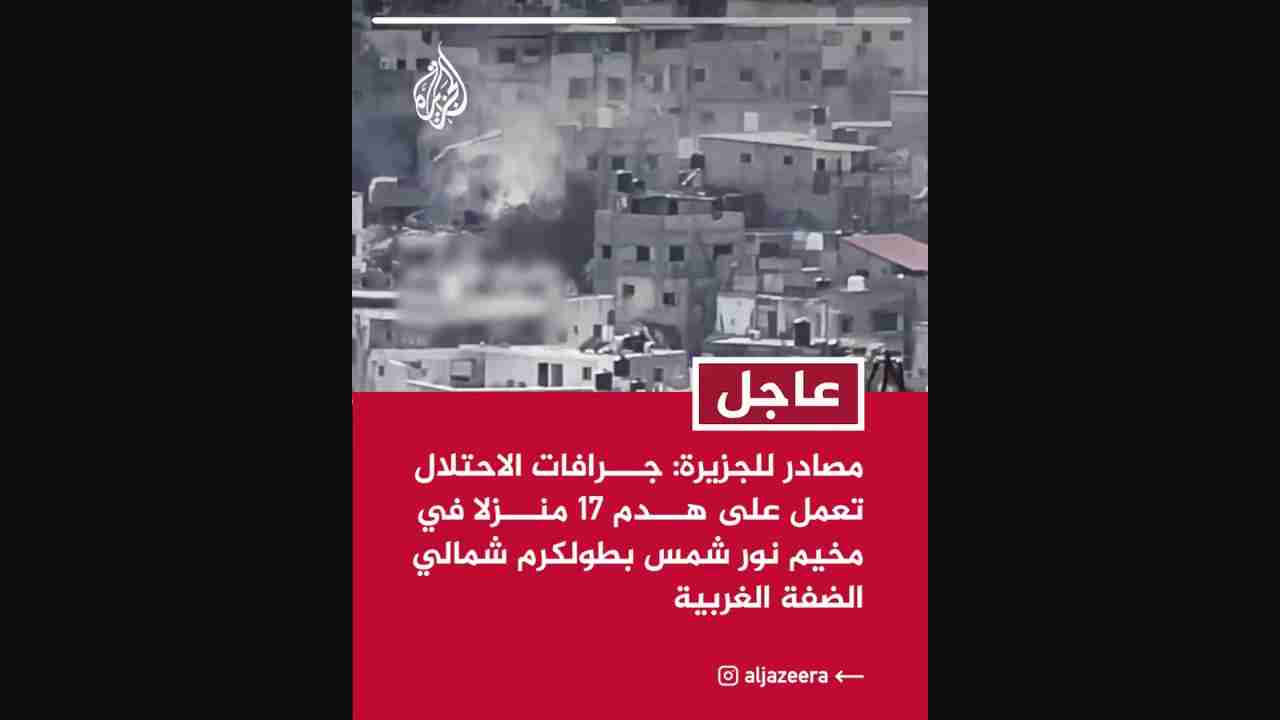 الجزيرة
عاجل
مصادر للجزيرة: جـــرافات الاحتلال
تعمل على هـــدم 17 منـــزلا في
مخيم نور شمس بطولكرم شمالي
الضفة الغربية
aljazeera